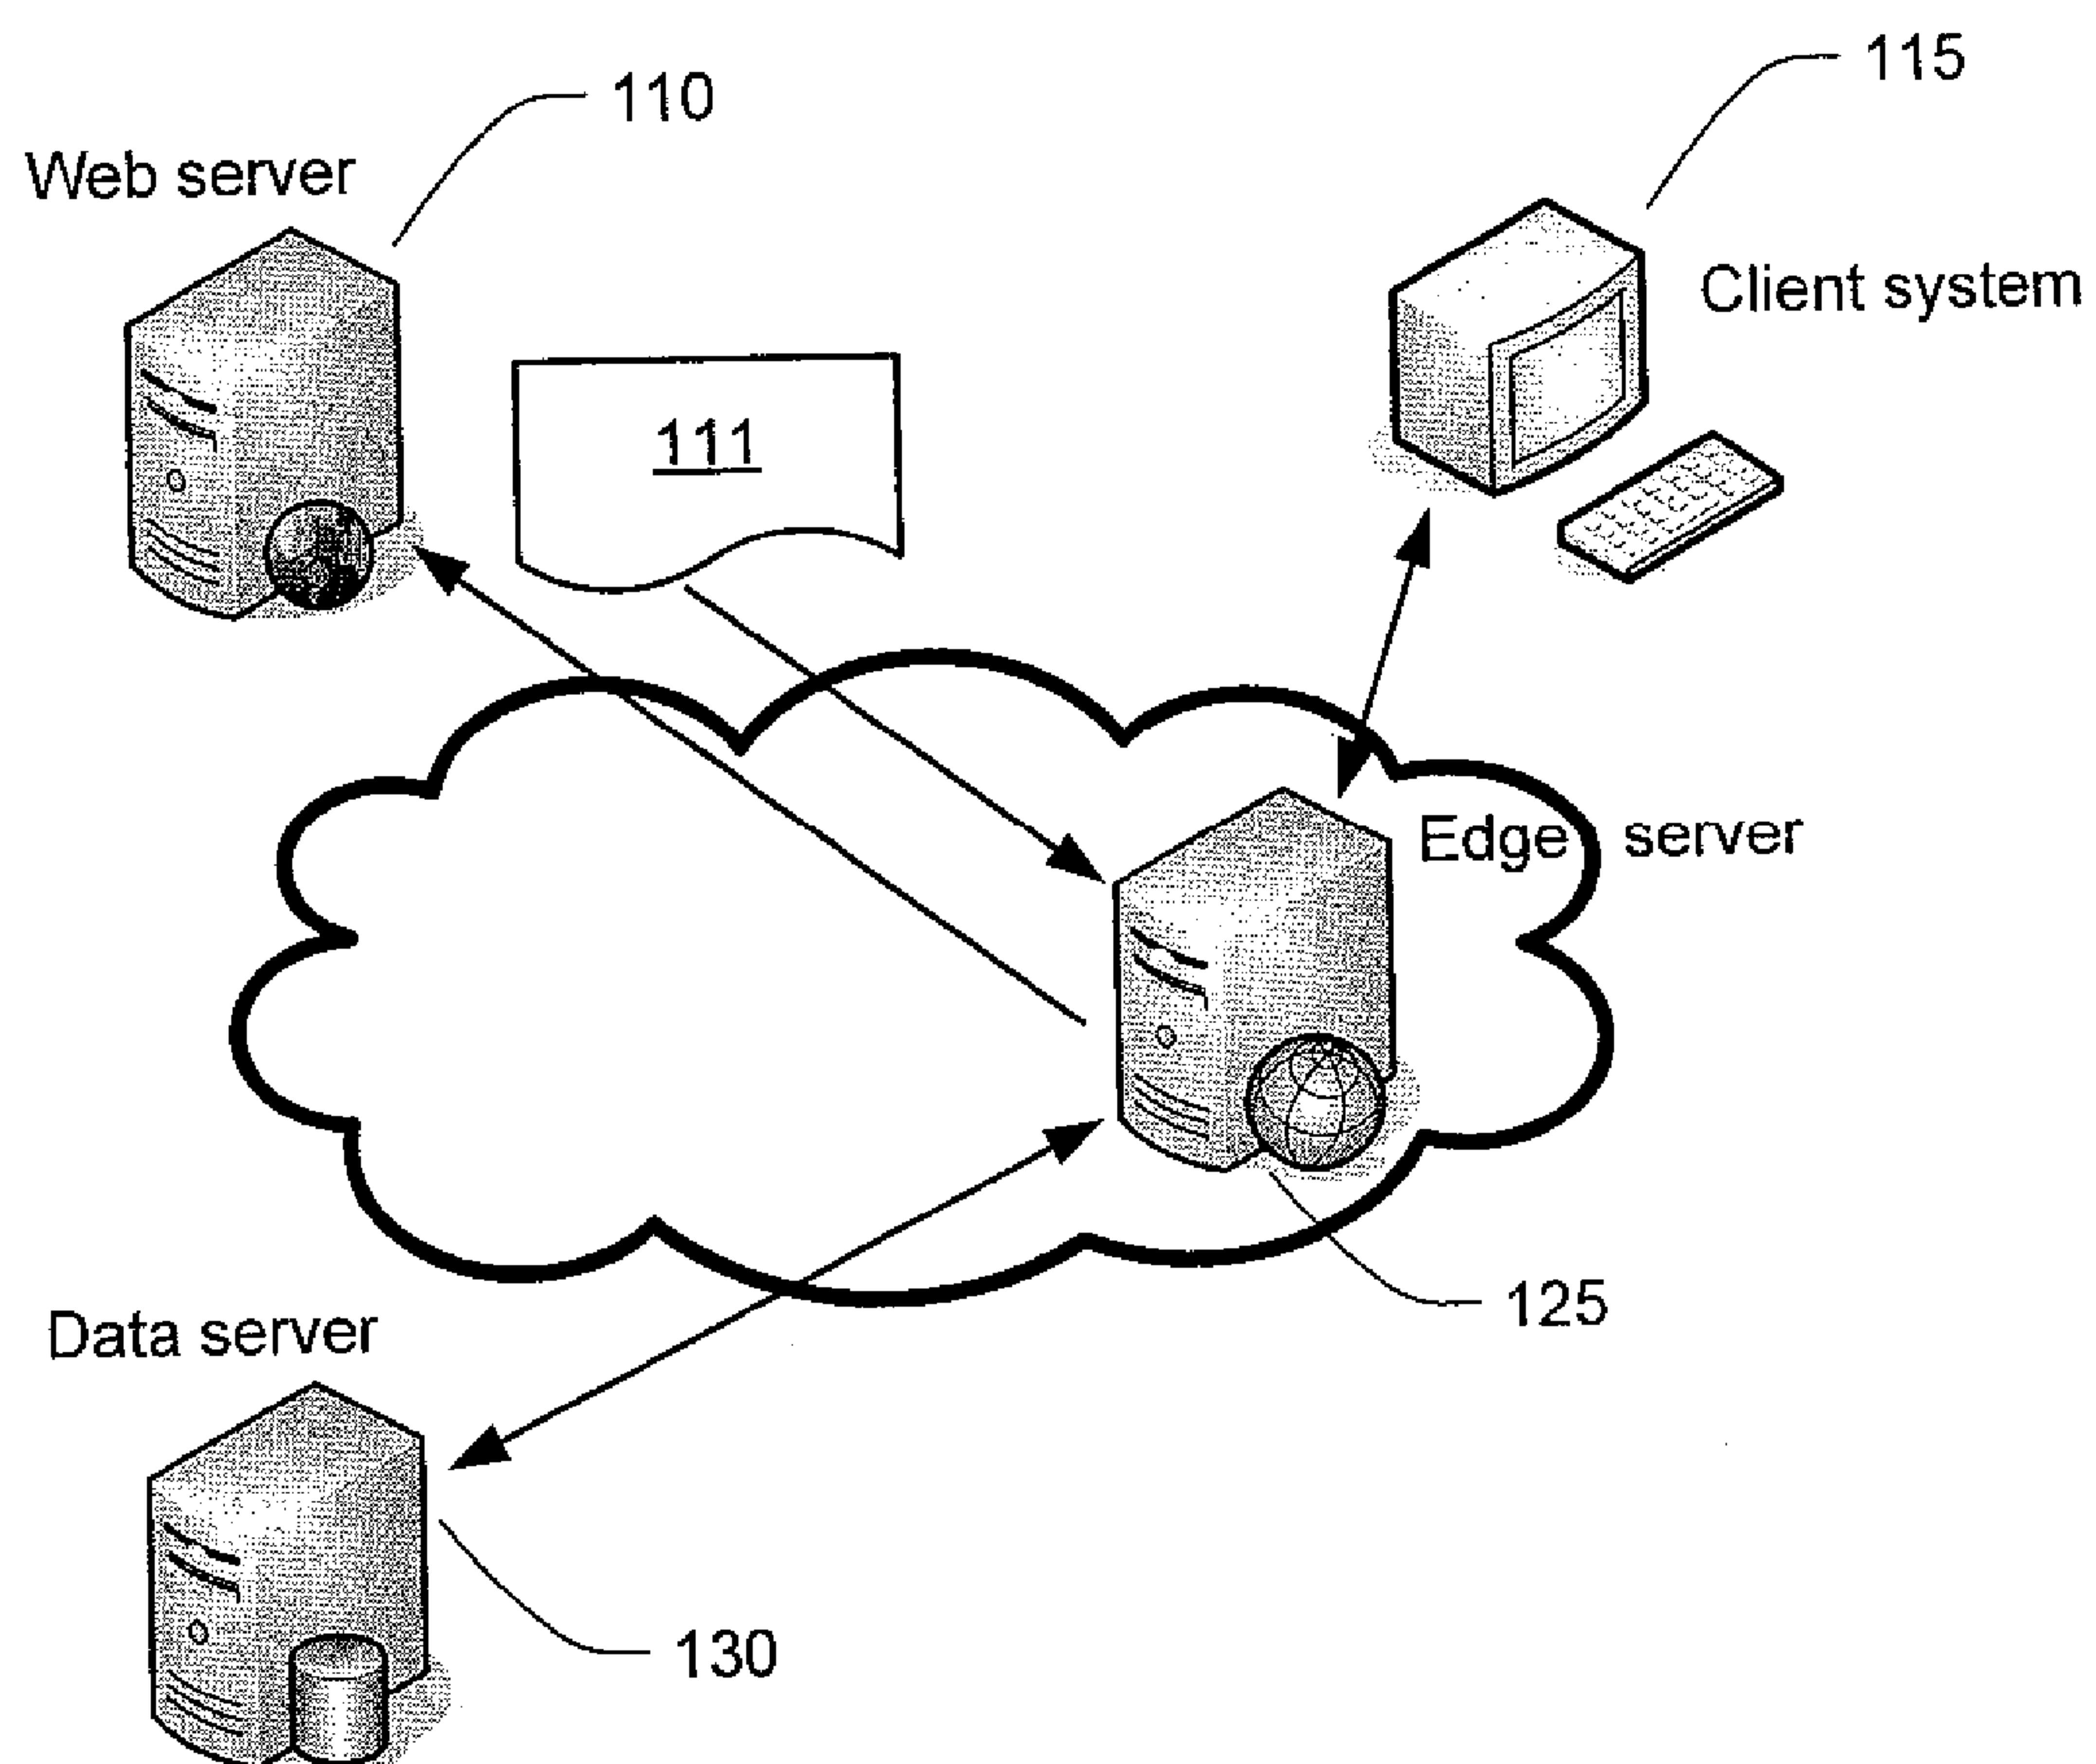 115
110
Web server
Client system
111
Edge server
125
Data server
130